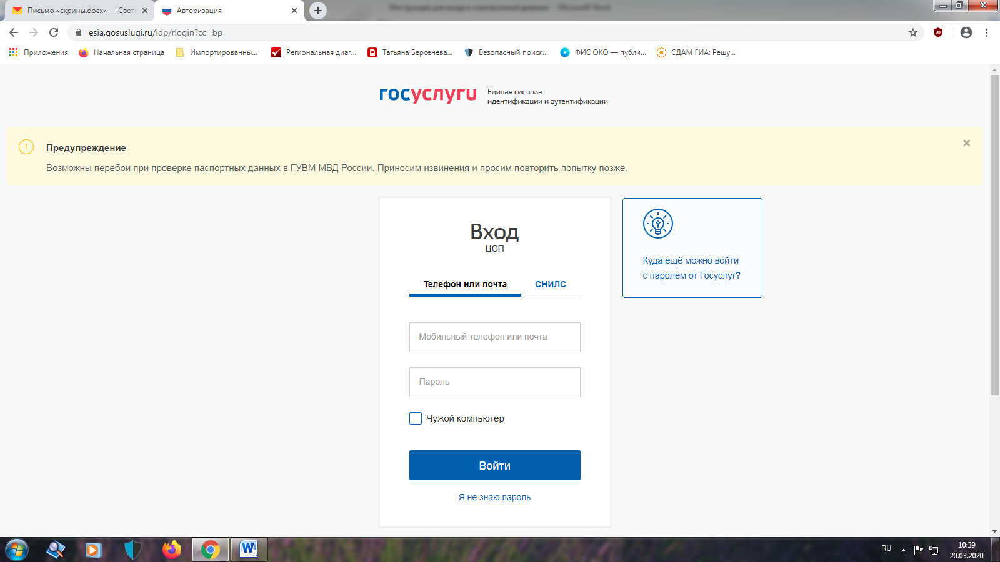 Письмо «скрины.docx» — Светл
Авторизация
esia.gosuslugi.ru/idp/rlogin?cc=bp
Приложения
Начальная страница
Импортированны...
Региональная диаг...
Татьяна Берсенева...
Безопасный поиск...
ФИС ОКО — публи...
СДАМ ГИА: Решу...
госуслуги
Единая система
идентификации и аутентификации
Предупреждение
Возможны перебои при проверке паспортных данных в ГУВМ МВД России. Приносим извинения и просим повторить попытку позже.
Вход
ЦОП
Телефон или почта
СНИЛС
Мобильный телефон или почта
Пароль
Чужой компьютер
Войти
Я не знаю пароль
Куда ещё можно войти
с паролем от Госуслуг?
RU
10:39
20.03.2020